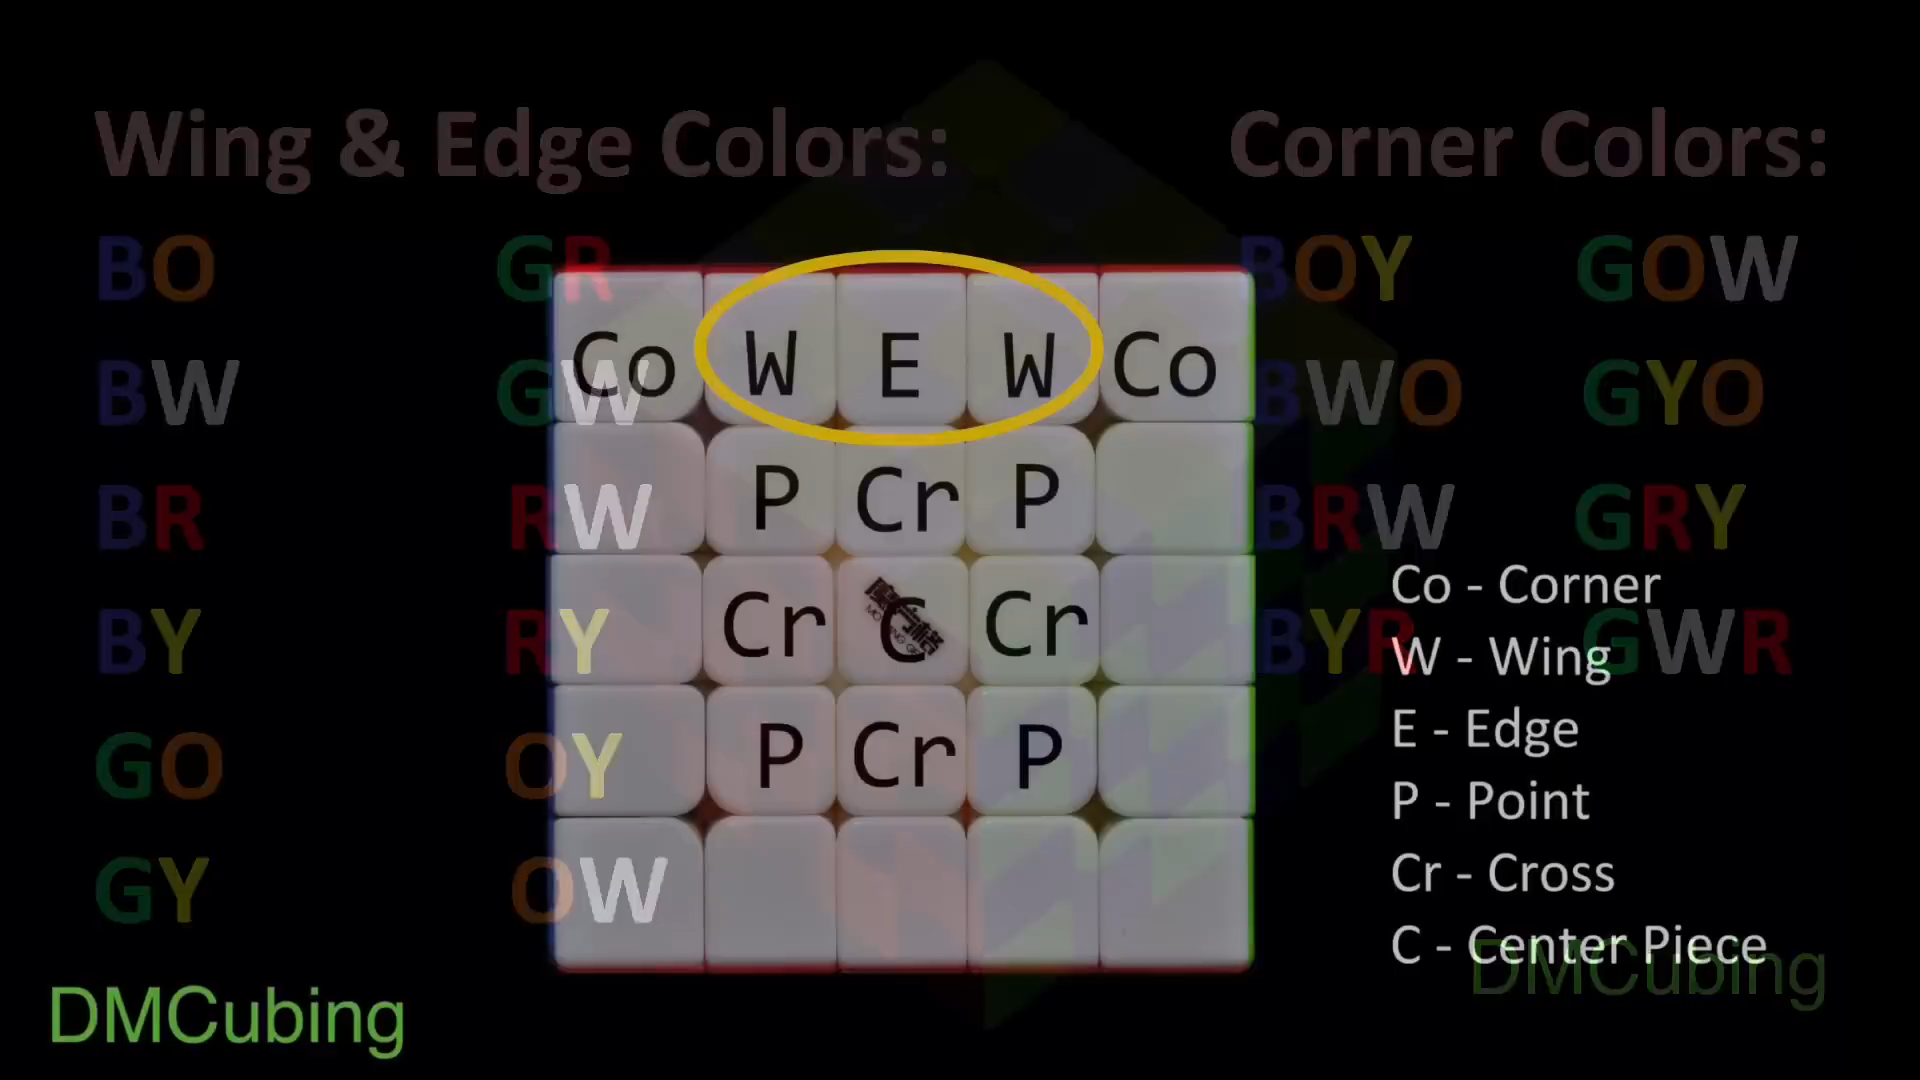 Wing & Edge Colors:
Corner Colors:
BO GR
BOY GOW
BW GW
BWO GYO
BR RW
BRW GRY
BY RY
BYR GWR
GO OY
GY OW
Co W E W Co
P Cr P
Cr C Cr
P Cr P
Co - Corner
W - Wing
E - Edge
P - Point
Cr - Cross
C - Center Piece
DMCubing
DMCubing